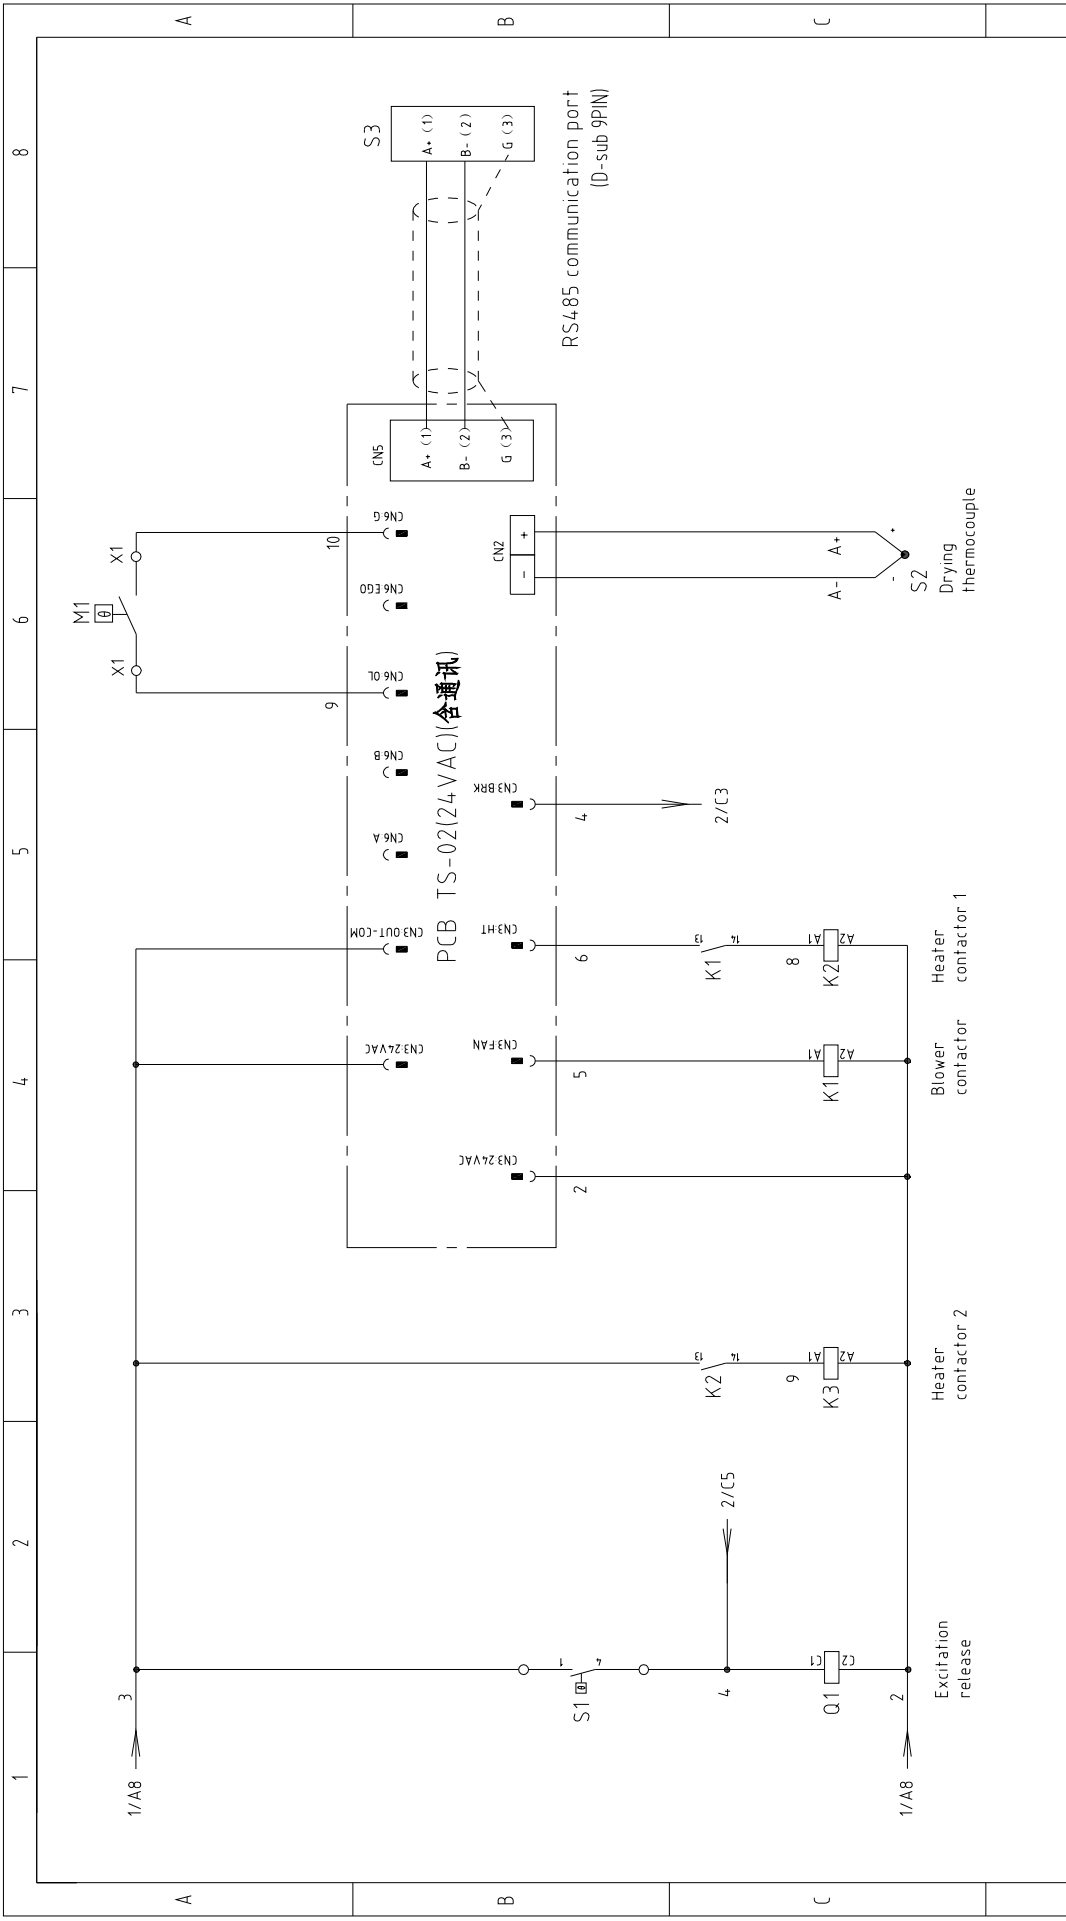 1
2
3
4
5
6
7
8
A
B
C
A
B
C
1/A8
3
1/A8
2
S1
θ
1
4
4
2/C5
Q1
C1
C2
Excitation
release
K2
13
14
9
K3
A1
A2
Heater
contactor 2
CN3:24VAC
2
CN3:24VAC
CN3:FAN
5
K1
A1
A2
Blower
contactor
CN3:OUT-COM
CN3:HT
6
K1
13
14
8
K2
A1
A2
Heater
contactor 1
PCB TS-02(24VAC)(含通讯)
CN6:A
CN6:B
CN3:BRK
4
2/C3
CN6:OL
CN6:EGO
CN6:G
9
10
X1
M1
θ
X1
CN2
-
+
A-
A+
-
+
S2
Drying
thermocouple
CN5
A+ (1)
B- (2)
G (3)
S3
A+ (1)
B- (2)
G (3)
RS485 communication port
(D-sub 9PIN)